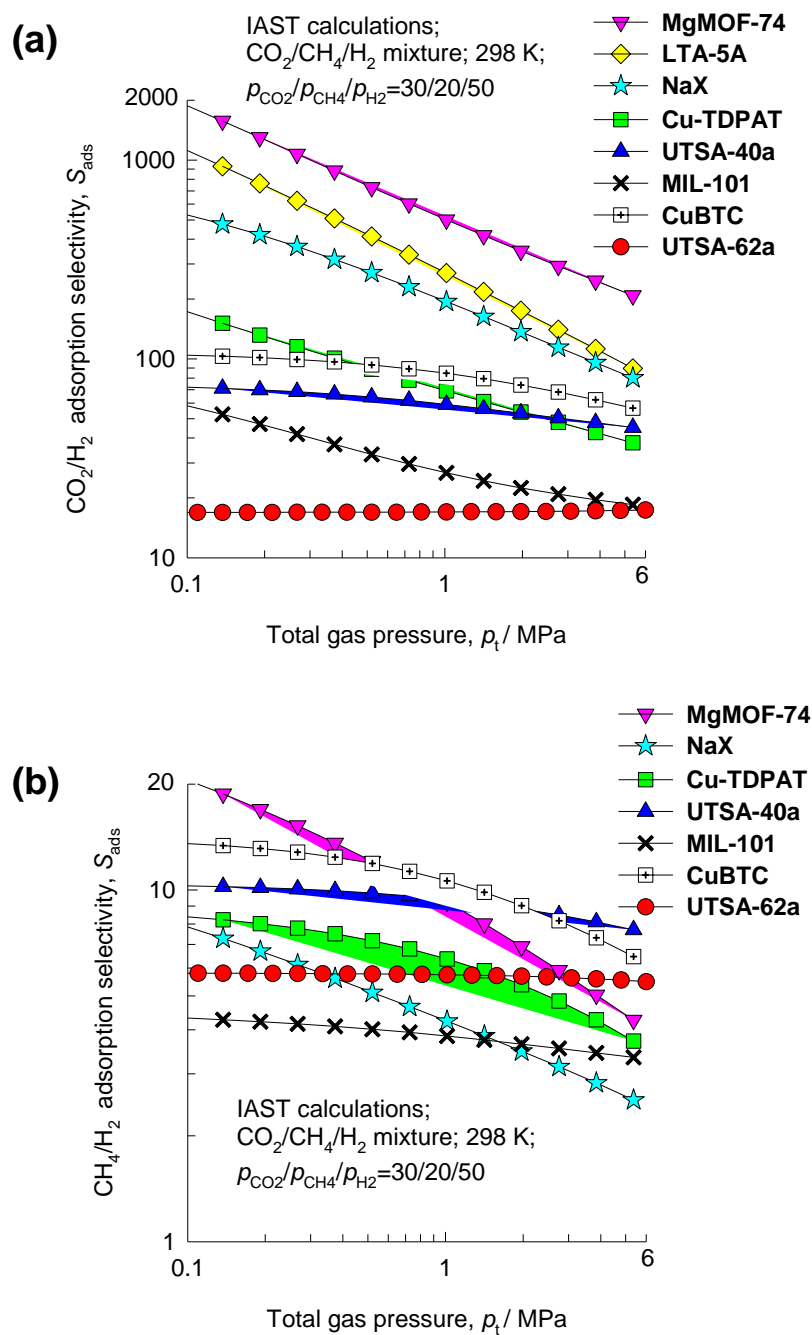 (a)
IAST calculations;
CO2/CH4/H2 mixture; 298 K;
pCO2/pCH4/pH2=30/20/50
MgMOF-74
LTA-5A
NaX
Cu-TDPAT
UTSA-40a
MIL-101
CuBTC
UTSA-62a
CO2/H2 adsorption selectivity, Sads
2000
1000
100
10
0.1
1
6
Total gas pressure, pt / MPa
(b)
MgMOF-74
NaX
Cu-TDPAT
UTSA-40a
MIL-101
CuBTC
UTSA-62a
CH4/H2 adsorption selectivity, Sads
20
10
1
IAST calculations;
CO2/CH4/H2 mixture; 298 K;
pCO2/pCH4/pH2=30/20/50
0.1
1
6
Total gas pressure, pt / MPa